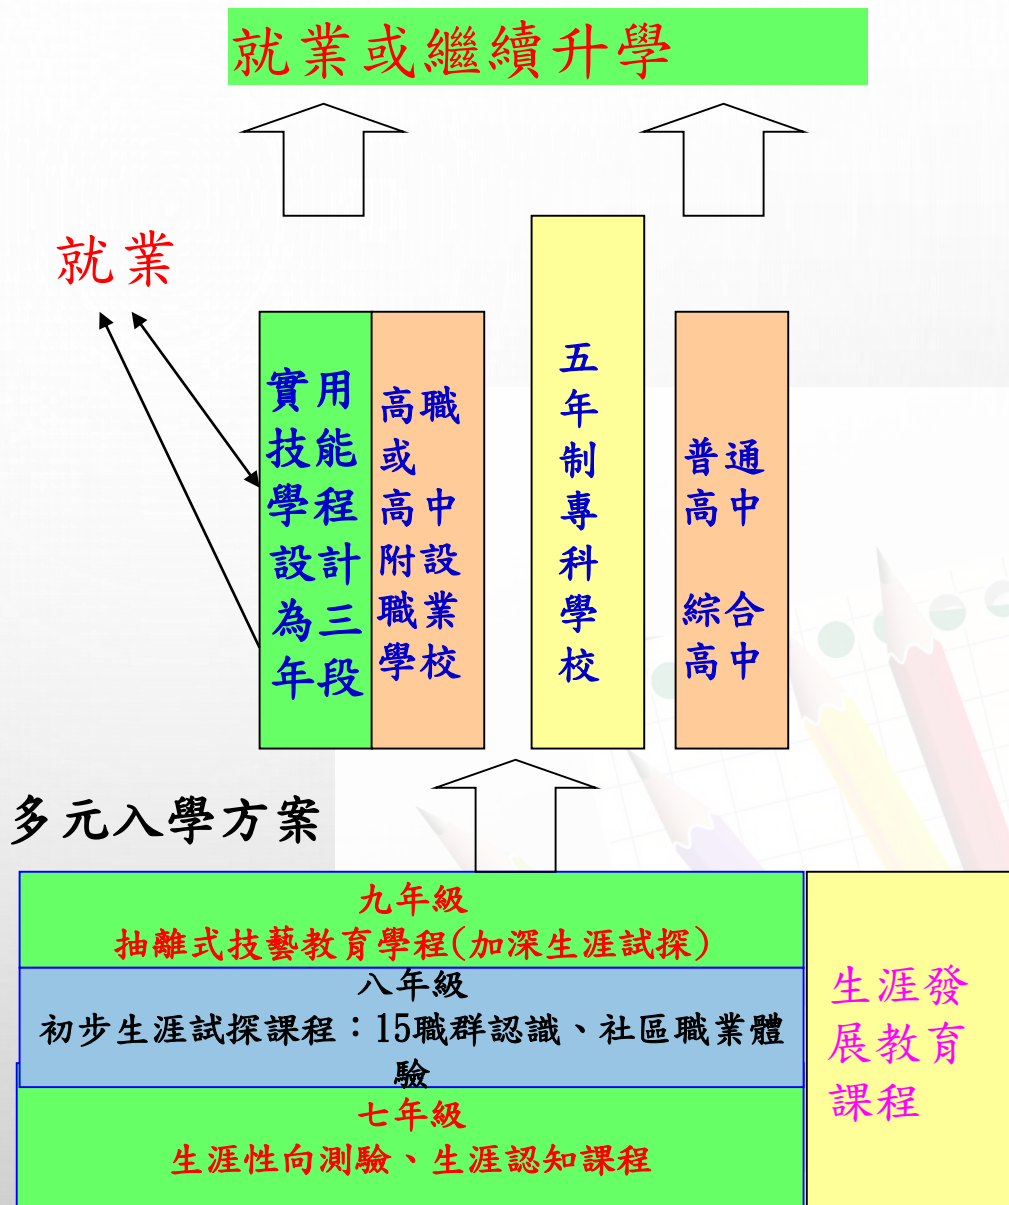 就業或繼續升學
就業
實用
技能
學程
設計
為三
年段
高職
或
高中
附設
職業
學校
五
年
制
專
科
學
校
普通
高中
綜合
高中
多元入學方案
九年級
抽離式技藝教育學程(加深生涯試探)
八年級
初步生涯試探課程：15職群認識、社區職業體
驗
七年級
生涯性向測驗、生涯認知課程
生涯發
展教育
課程